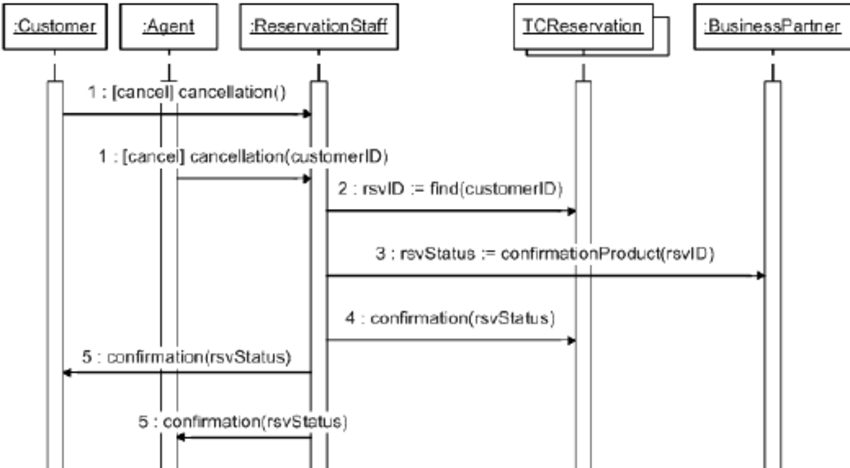 :Customer
:Agent
:ReservationStaff
TCReservation
:BusinessPartner
1 : [cancel] cancellation()
1 : [cancel] cancellation(customerID)
2 : rsvID := find(customerID)
3 : rsvStatus := confirmationProduct(rsvID)
4 : confirmation(rsvStatus)
5 : confirmation(rsvStatus)
5 : confirmation(rsvStatus)